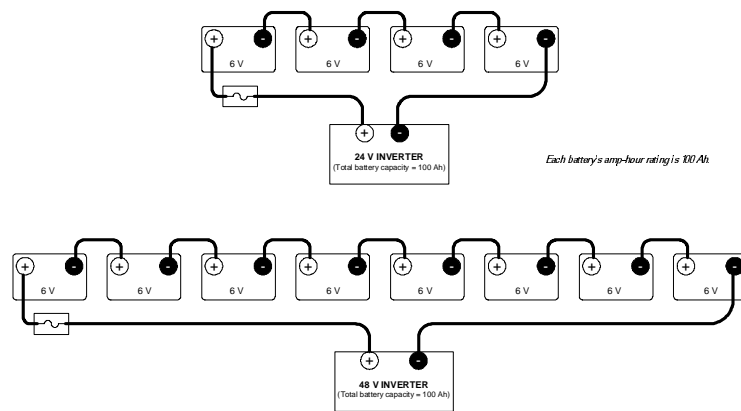 + - + - + - + -
6 V 6 V 6 V 6 V
+ -
24 V INVERTER
(Total battery capacity = 100 Ah)
Each battery's amp-hour rating is 100 Ah.
+ - + - + - + - + - + - + - + -
6 V 6 V 6 V 6 V 6 V 6 V 6 V 6 V
+ -
48 V INVERTER
(Total battery capacity = 100 Ah)